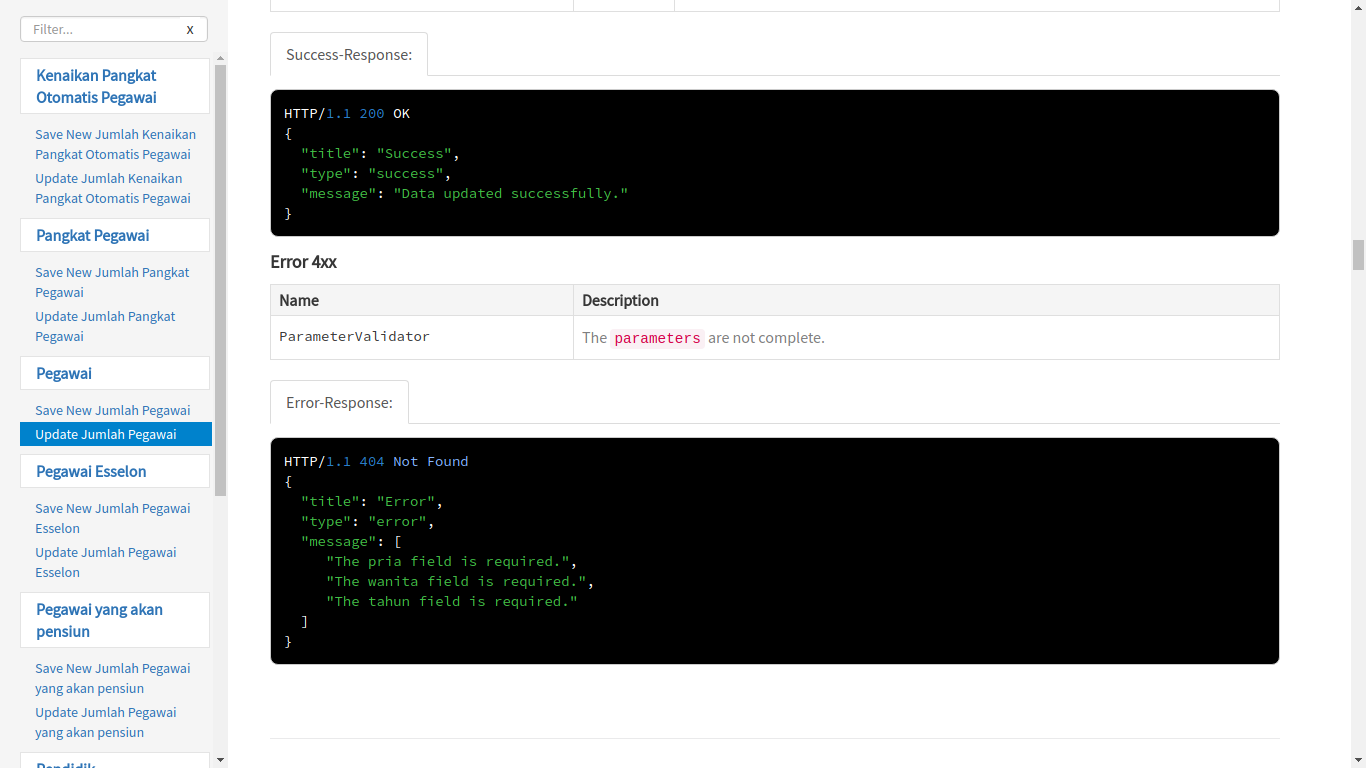 Filter...
x
Kenaikan Pangkat
Otomatis Pegawai
Save New Jumlah Kenaikan
Pangkat Otomatis Pegawai
Update Jumlah Kenaikan
Pangkat Otomatis Pegawai
Pangkat Pegawai
Save New Jumlah Pangkat
Pegawai
Update Jumlah Pangkat
Pegawai
Pegawai
Save New Jumlah Pegawai
Update Jumlah Pegawai
Pegawai Esselon
Save New Jumlah Pegawai
Esselon
Update Jumlah Pegawai
Esselon
Pegawai yang akan
pensiun
Save New Jumlah Pegawai
yang akan pensiun
Update Jumlah Pegawai
yang akan pensiun
Pendidik
Success-Response:
HTTP/1.1 200 OK
{
  "title": "Success",
  "type": "success",
  "message": "Data updated successfully."
}
Error 4xx
Name Description
ParameterValidator The parameters are not complete.
Error-Response:
HTTP/1.1 404 Not Found
{
  "title": "Error",
  "type": "error",
  "message": [
     "The pria field is required.",
     "The wanita field is required.",
     "The tahun field is required."
  ]
}